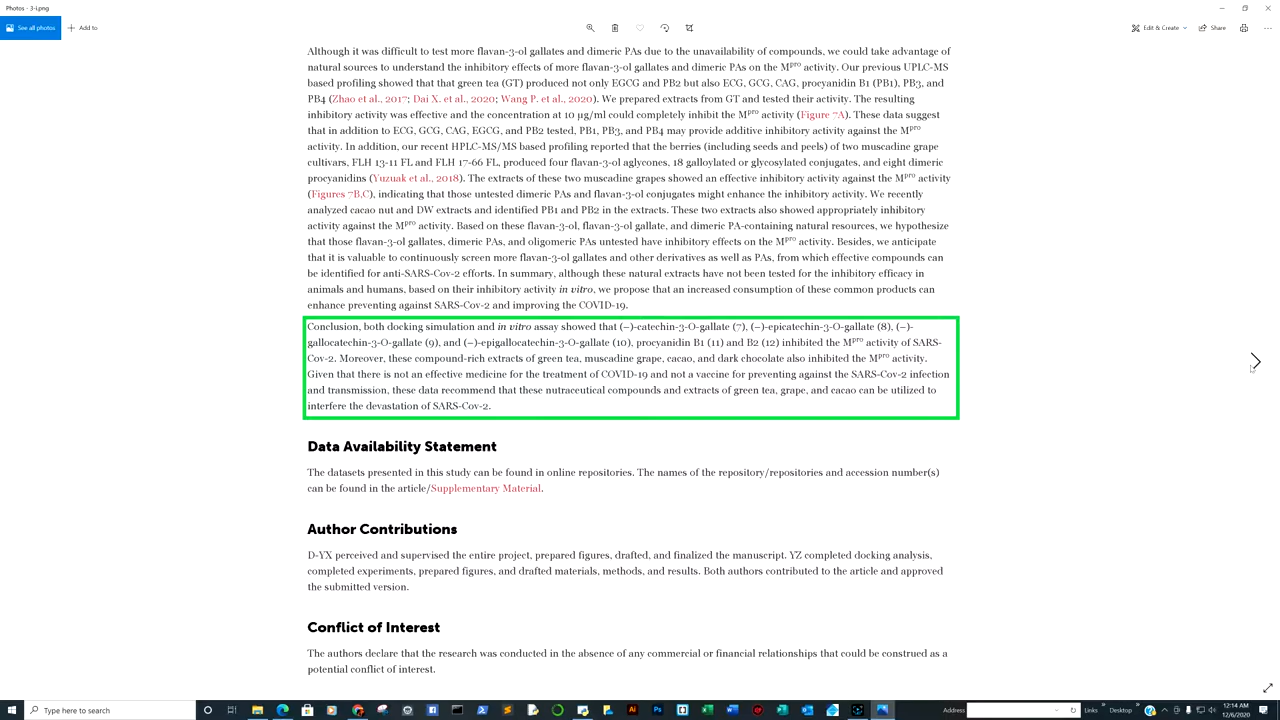 Photos - 3-i.png
See all photos
Add to
Edit & Create
Share
Although it was difficult to test more flavan-3-ol gallates and dimeric PAs due to the unavailability of compounds, we could take advantage of
natural sources to understand the inhibitory effects of more flavan-3-ol gallates and dimeric PAs on the Mpro activity. Our previous UPLC-MS
based profiling showed that that green tea (GT) produced not only EGCG and PB2 but also ECG, GCG, CAG, procyanidin B1 (PB1), PB3, and
PB4 (Zhao et al., 2017; Dai X. et al., 2020; Wang P. et al., 2020). We prepared extracts from GT and tested their activity. The resulting
inhibitory activity was effective and the concentration at 10 μg/ml could completely inhibit the Mpro activity (Figure 7A). These data suggest
that in addition to ECG, GCG, CAG, EGCG, and PB2 tested, PB1, PB3, and PB4 may provide additive inhibitory activity against the Mpro
activity. In addition, our recent HPLC-MS/MS based profiling reported that the berries (including seeds and peels) of two muscadine grape
cultivars, FLH 13-11 FL and FLH 17-66 FL, produced four flavan-3-ol aglycones, 18 galloylated or glycosylated conjugates, and eight dimeric
procyanidins (Yuzuak et al., 2018). The extracts of these two muscadine grapes showed an effective inhibitory activity against the Mpro activity
(Figures 7B,C), indicating that those untested dimeric PAs and flavan-3-ol conjugates might enhance the inhibitory activity. We recently
analyzed cacao nut and DW extracts and identified PB1 and PB2 in the extracts. These two extracts also showed appropriately inhibitory
activity against the Mpro activity. Based on these flavan-3-ol, flavan-3-ol gallate, and dimeric PA-containing natural resources, we hypothesize
that those flavan-3-ol gallates, dimeric PAs, and oligomeric PAs untested have inhibitory effects on the Mpro activity. Besides, we anticipate
that it is valuable to continuously screen more flavan-3-ol gallates and other derivatives as well as PAs, from which effective compounds can
be identified for anti-SARS-Cov-2 efforts. In summary, although these natural extracts have not been tested for the inhibitory efficacy in
animals and humans, based on their inhibitory activity in vitro, we propose that an increased consumption of these common products can
enhance preventing against SARS-Cov-2 and improving the COVID-19.
Conclusion, both docking simulation and in vitro assay showed that (–)-catechin-3-O-gallate (7), (–)-epicatechin-3-O-gallate (8), (–)-
gallocatechin-3-O-gallate (9), and (–)-epigallocatechin-3-O-gallate (10), procyanidin B1 (11) and B2 (12) inhibited the Mpro activity of SARS-
Cov-2. Moreover, these compound-rich extracts of green tea, muscadine grape, cacao, and dark chocolate also inhibited the Mpro activity.
Given that there is not an effective medicine for the treatment of COVID-19 and not a vaccine for preventing against the SARS-Cov-2 infection
and transmission, these data recommend that these nutraceutical compounds and extracts of green tea, grape, and cacao can be utilized to
interfere the devastation of SARS-Cov-2.
Data Availability Statement
The datasets presented in this study can be found in online repositories. The names of the repository/repositories and accession number(s)
can be found in the article/Supplementary Material.
Author Contributions
D-YX perceived and supervised the entire project, prepared figures, drafted, and finalized the manuscript. YZ completed docking analysis,
completed experiments, prepared figures, and drafted materials, methods, and results. Both authors contributed to the article and approved
the submitted version.
Conflict of Interest
The authors declare that the research was conducted in the absence of any commercial or financial relationships that could be construed as a
potential conflict of interest.
Type here to search
Address
Links
Desktop
12:14 AM
12/6/2020